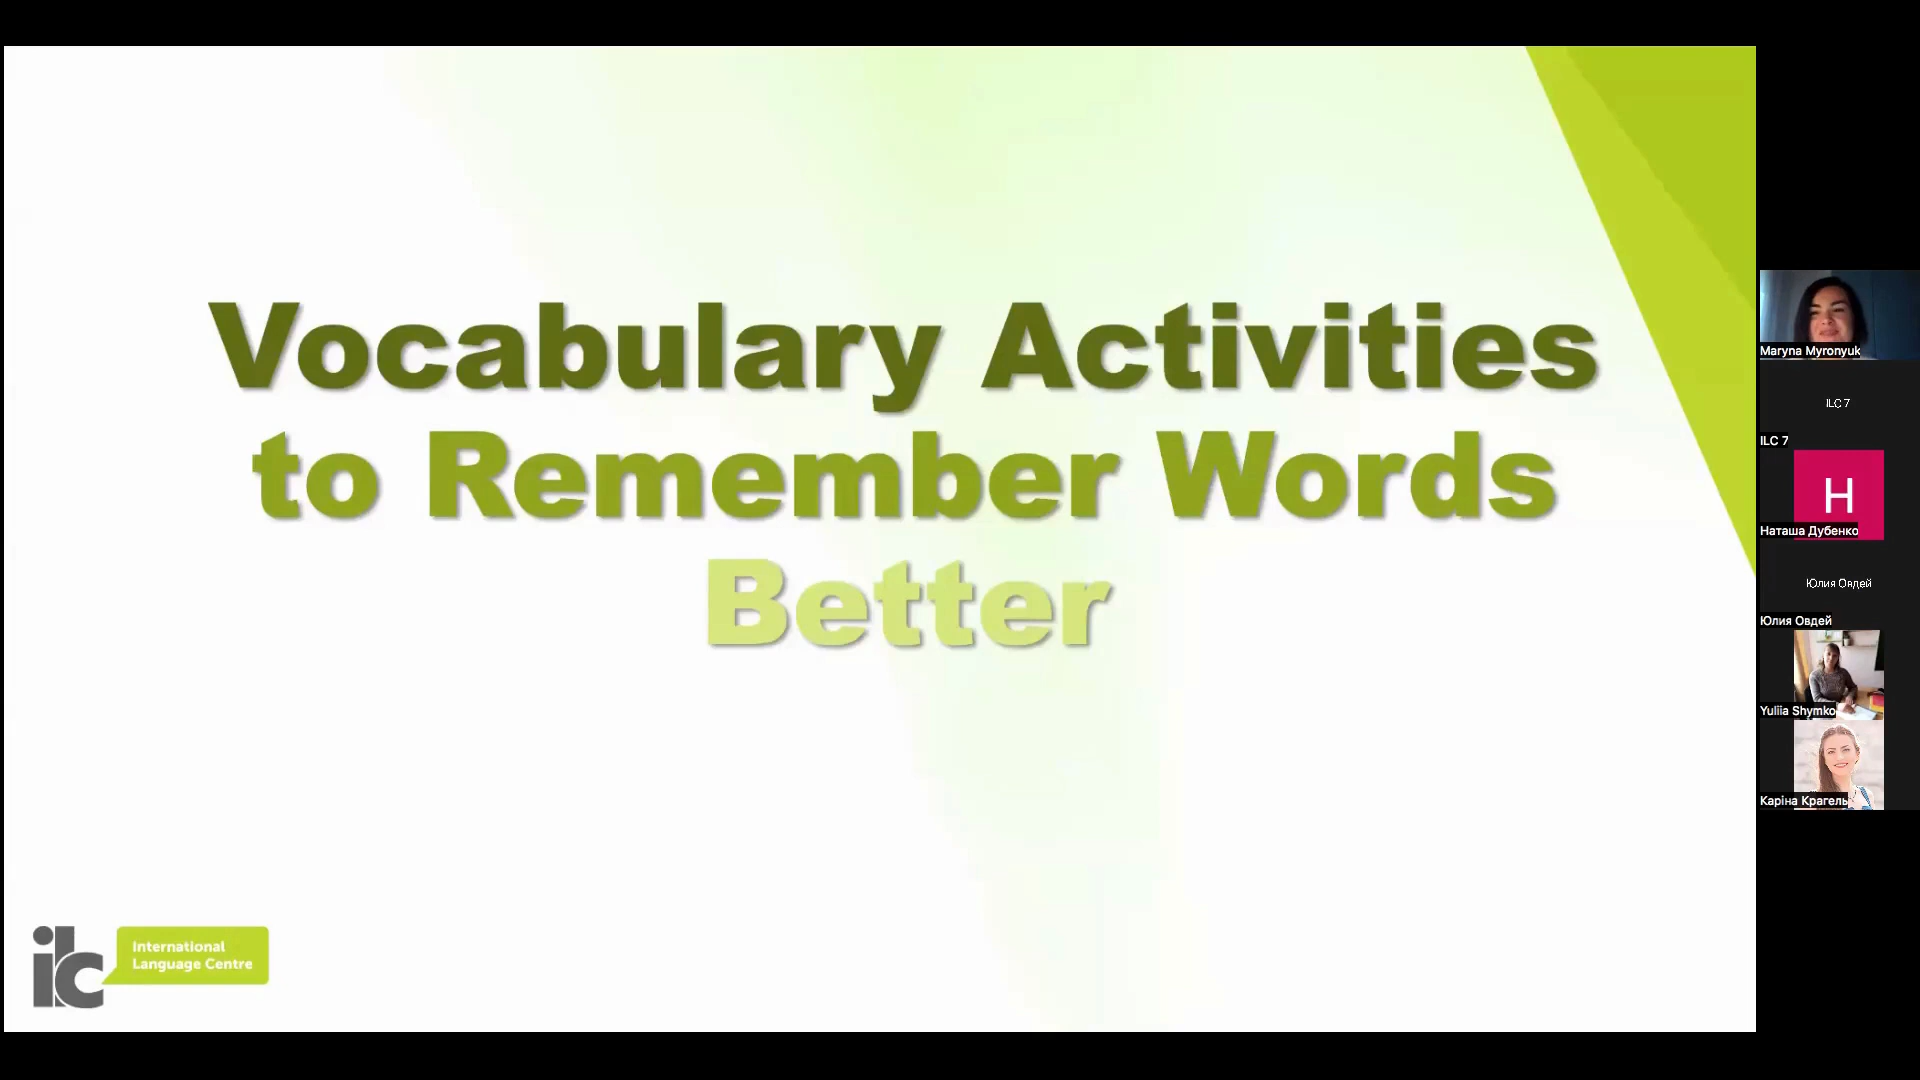 Vocabulary Activities
to Remember Words
Better
ilc
International
Language Centre
Maryna Myronyuk
ILC 7
ILC 7
H
Наташа Дубенко
Юлия Овдей
Юлия Овдей
Yuliia Shymko
Каріна Крагель